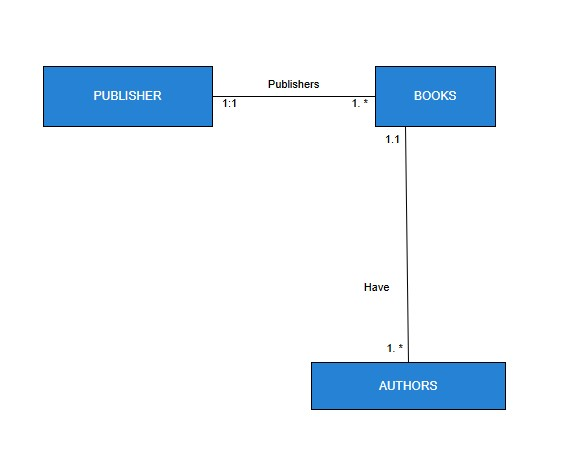 Publishers
PUBLISHER
BOOKS
1:1
1. *
1.1
Have
1. *
AUTHORS